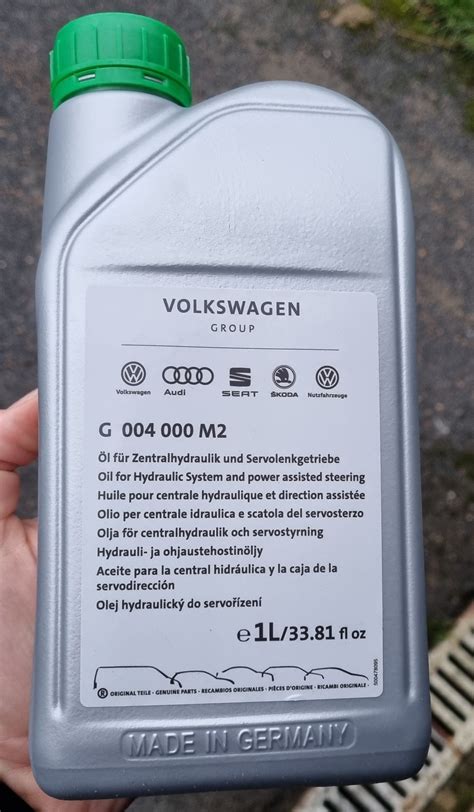 VOLKSWAGEN
GROUP
Volkswagen Audi SEAT ŠKODA Nutzfahrzeuge
G 004 000 M2
Öl für Zentralhydraulik und Servolenkgetriebe
Oil for Hydraulic System and power assisted steering
Huile pour centrale hydraulique et direction assistée
Olio per centrale idraulica e scatola del servosterzo
Olja för centralhydraulik och servostyrning
Hydrauli- ja ohjaustehostinöljy
Aceite para la central hidráulica y la caja de la
servodirección
Olej hydraulický do servořízení
e 1L/33.81 fl oz
® ORIGINAL TEILE · GENUINE PARTS · RECAMBIOS ORIGINALES · PIÈCES D'ORIGINE · RICAMBI ORIGINALI ·
MADE IN GERMANY